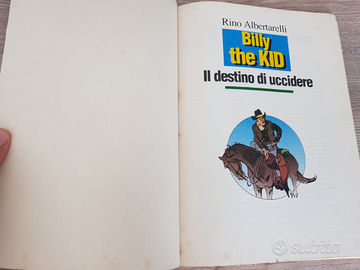 Rino Albertarelli
Billy
the KID
Il destino di uccidere
subito